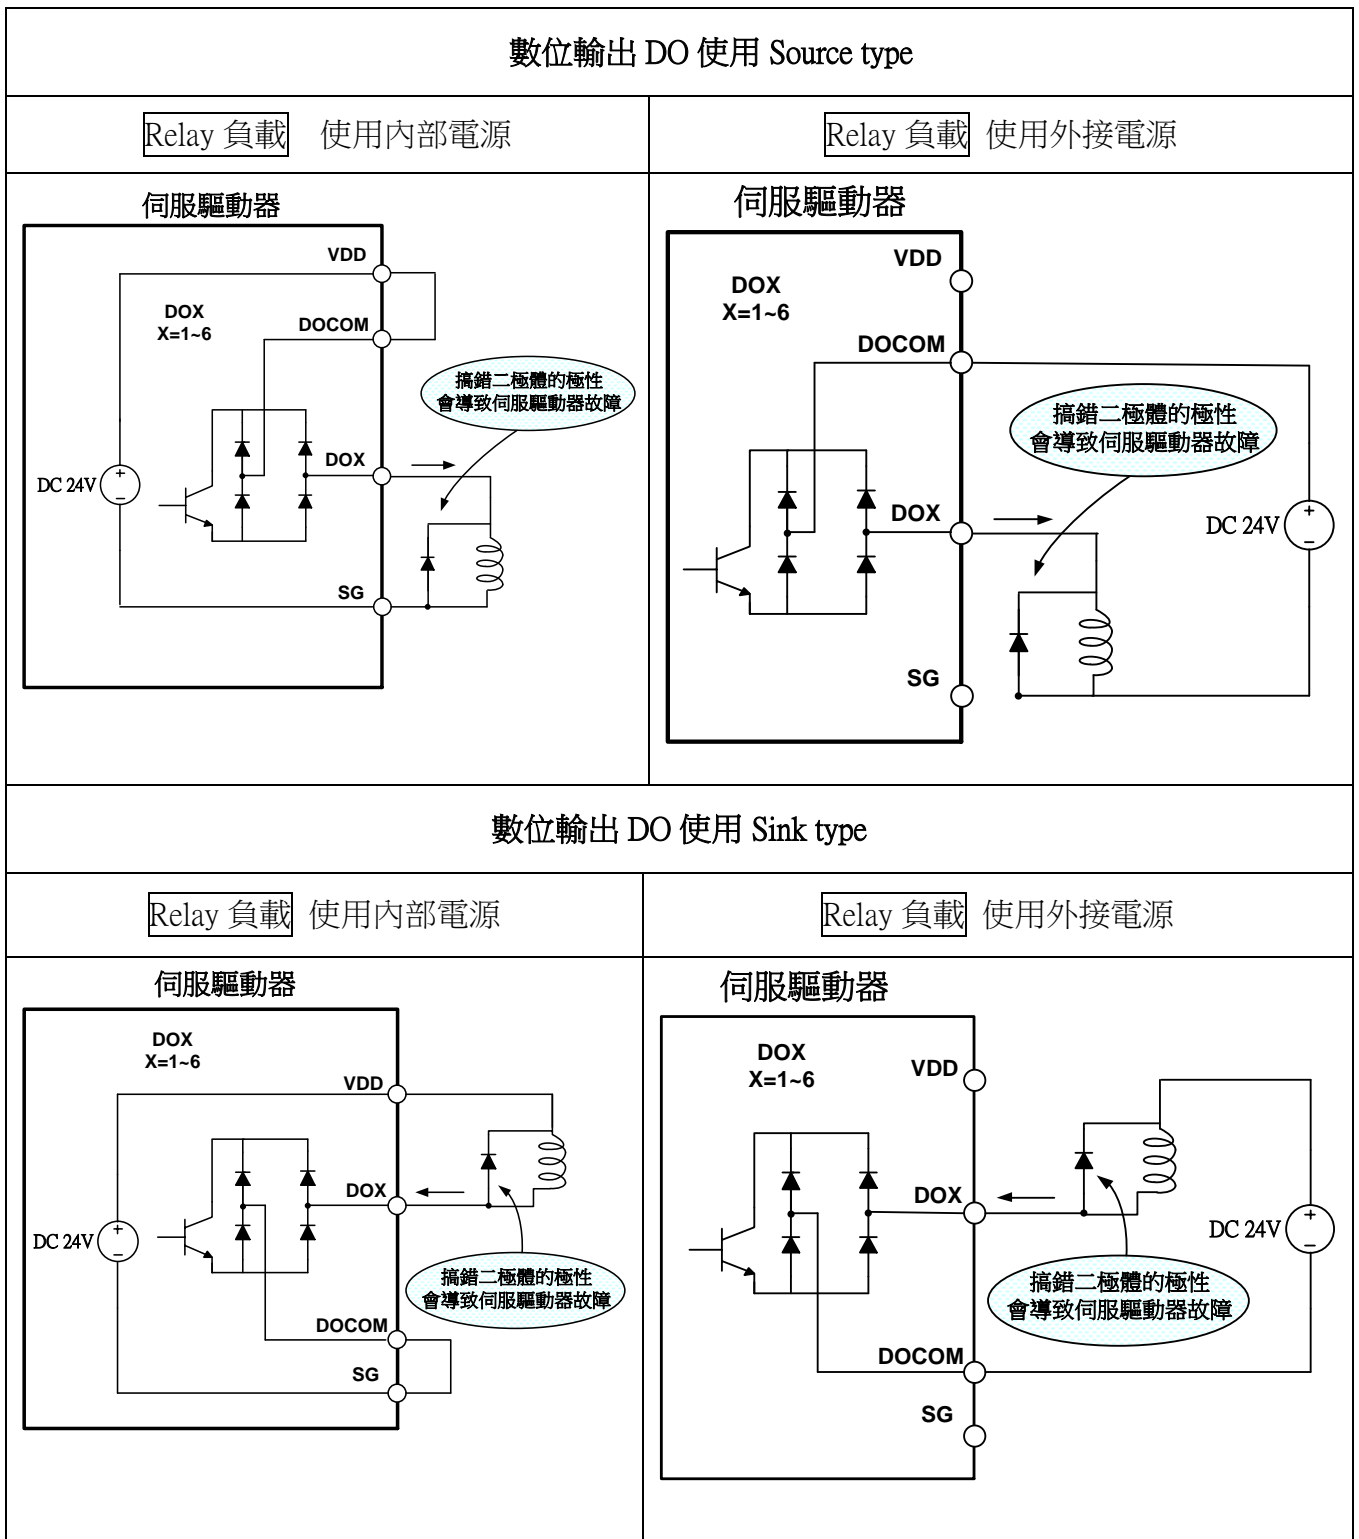 數位輸出 DO 使用 Source type
Relay 負載 使用內部電源
Relay 負載 使用外接電源
伺服驅動器
VDD
DOX
X=1~6
DOCOM
搞錯二極體的極性
會導致伺服驅動器故障
DOX
DC 24V
+
−
SG
伺服驅動器
VDD
DOX
X=1~6
DOCOM
搞錯二極體的極性
會導致伺服驅動器故障
DOX
DC 24V
+
−
SG
數位輸出 DO 使用 Sink type
Relay 負載 使用內部電源
Relay 負載 使用外接電源
伺服驅動器
DOX
X=1~6
VDD
DOX
DC 24V
+
−
搞錯二極體的極性
會導致伺服驅動器故障
DOCOM
SG
伺服驅動器
DOX
X=1~6
VDD
DOX
DC 24V
+
−
搞錯二極體的極性
會導致伺服驅動器故障
DOCOM
SG